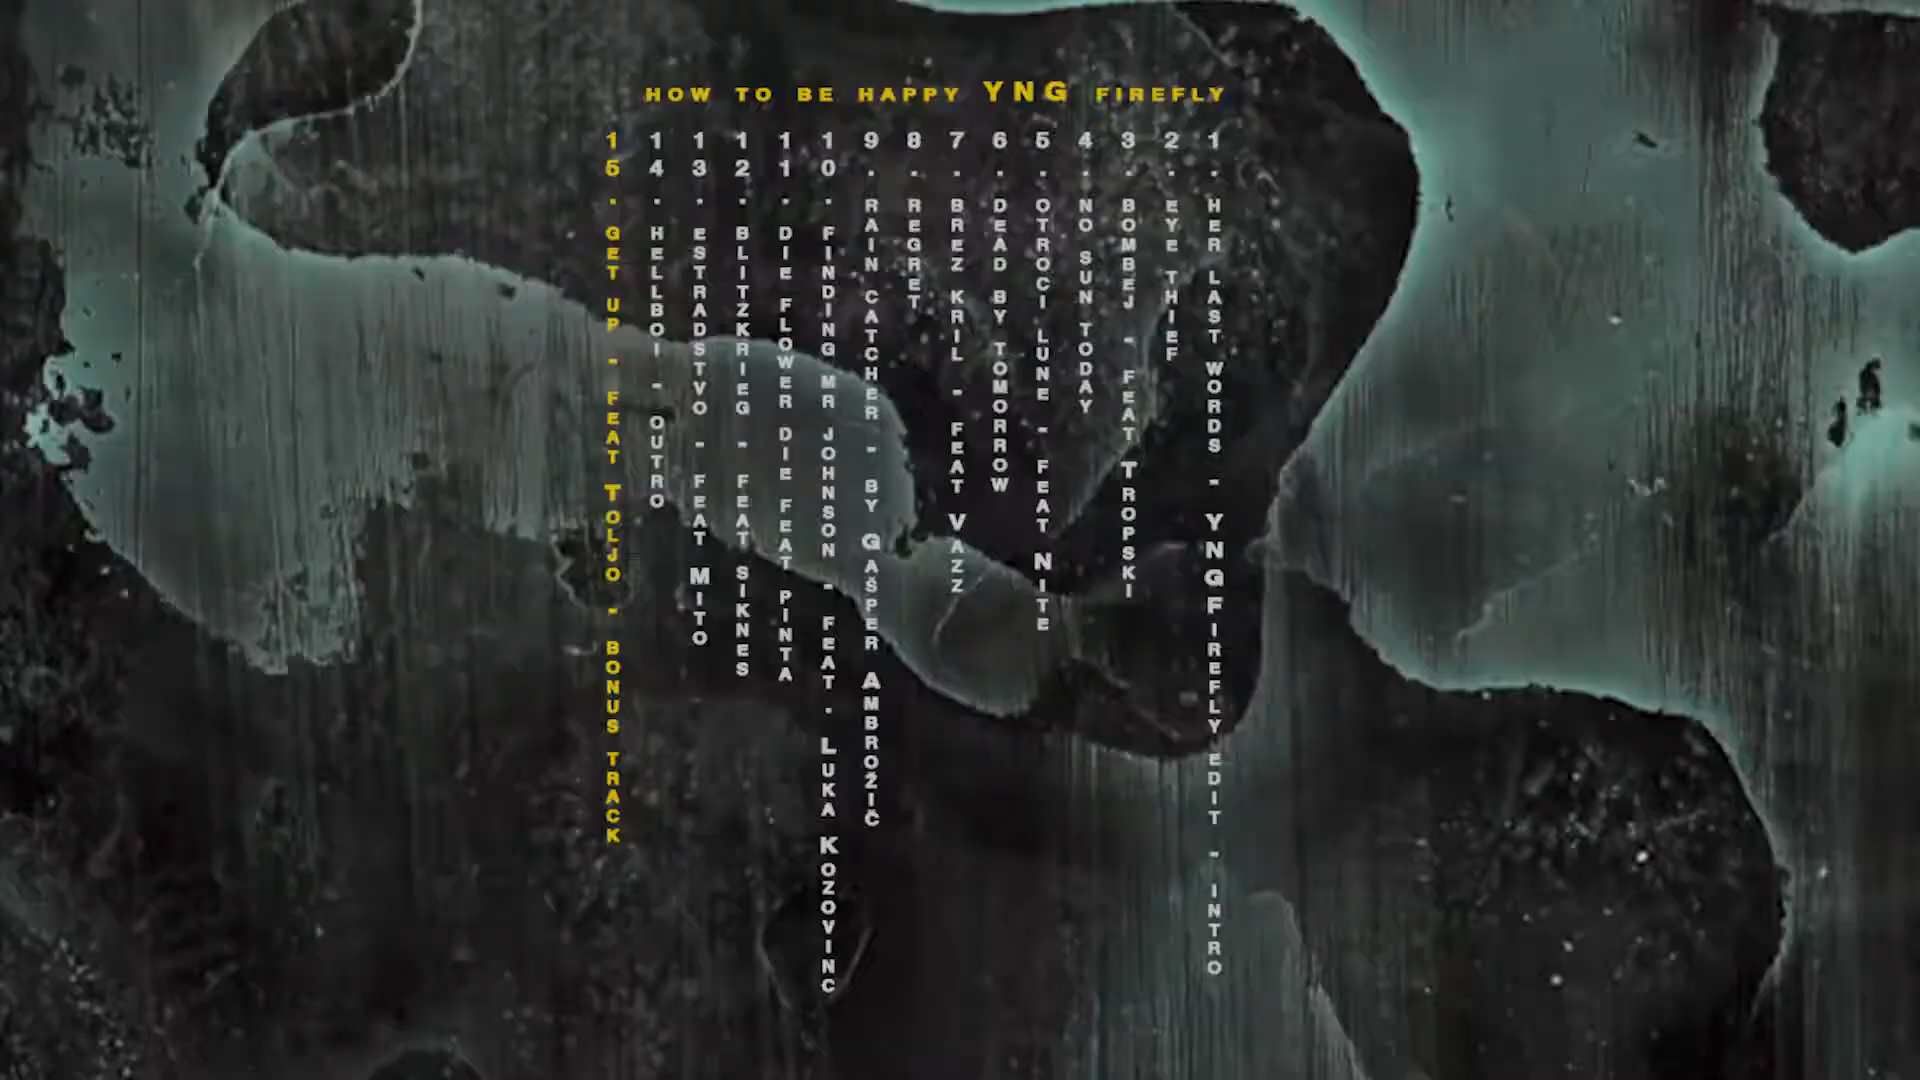 HOW TO BE HAPPY YNG FIREFLY
1. HER LAST WORDS - YNGFIREFLY EDIT - INTRO
2. EYE THIEF
3. BOMBEJ - FEAT TROPSKI
4. NO SUN TODAY
5. OTROCI LUNE - FEAT NITE
6. DEAD BY TOMORROW
7. BREZ KRIL - FEAT VAZZ
8. REGRET
9. RAIN CATCHER - BY GAŠPER AMBROŽIČ
10. FINDING MR JOHNSON - FEAT. LUKA KOZOVINC
11. DIE FLOWER DIE FEAT PINTA
12. BLITZKRIEG - FEAT SIKNES
13. ESTRADSTVO - FEAT MITO
14. HELLBOI - OUTRO
15. GET UP - FEAT TOLJO - BONUS TRACK